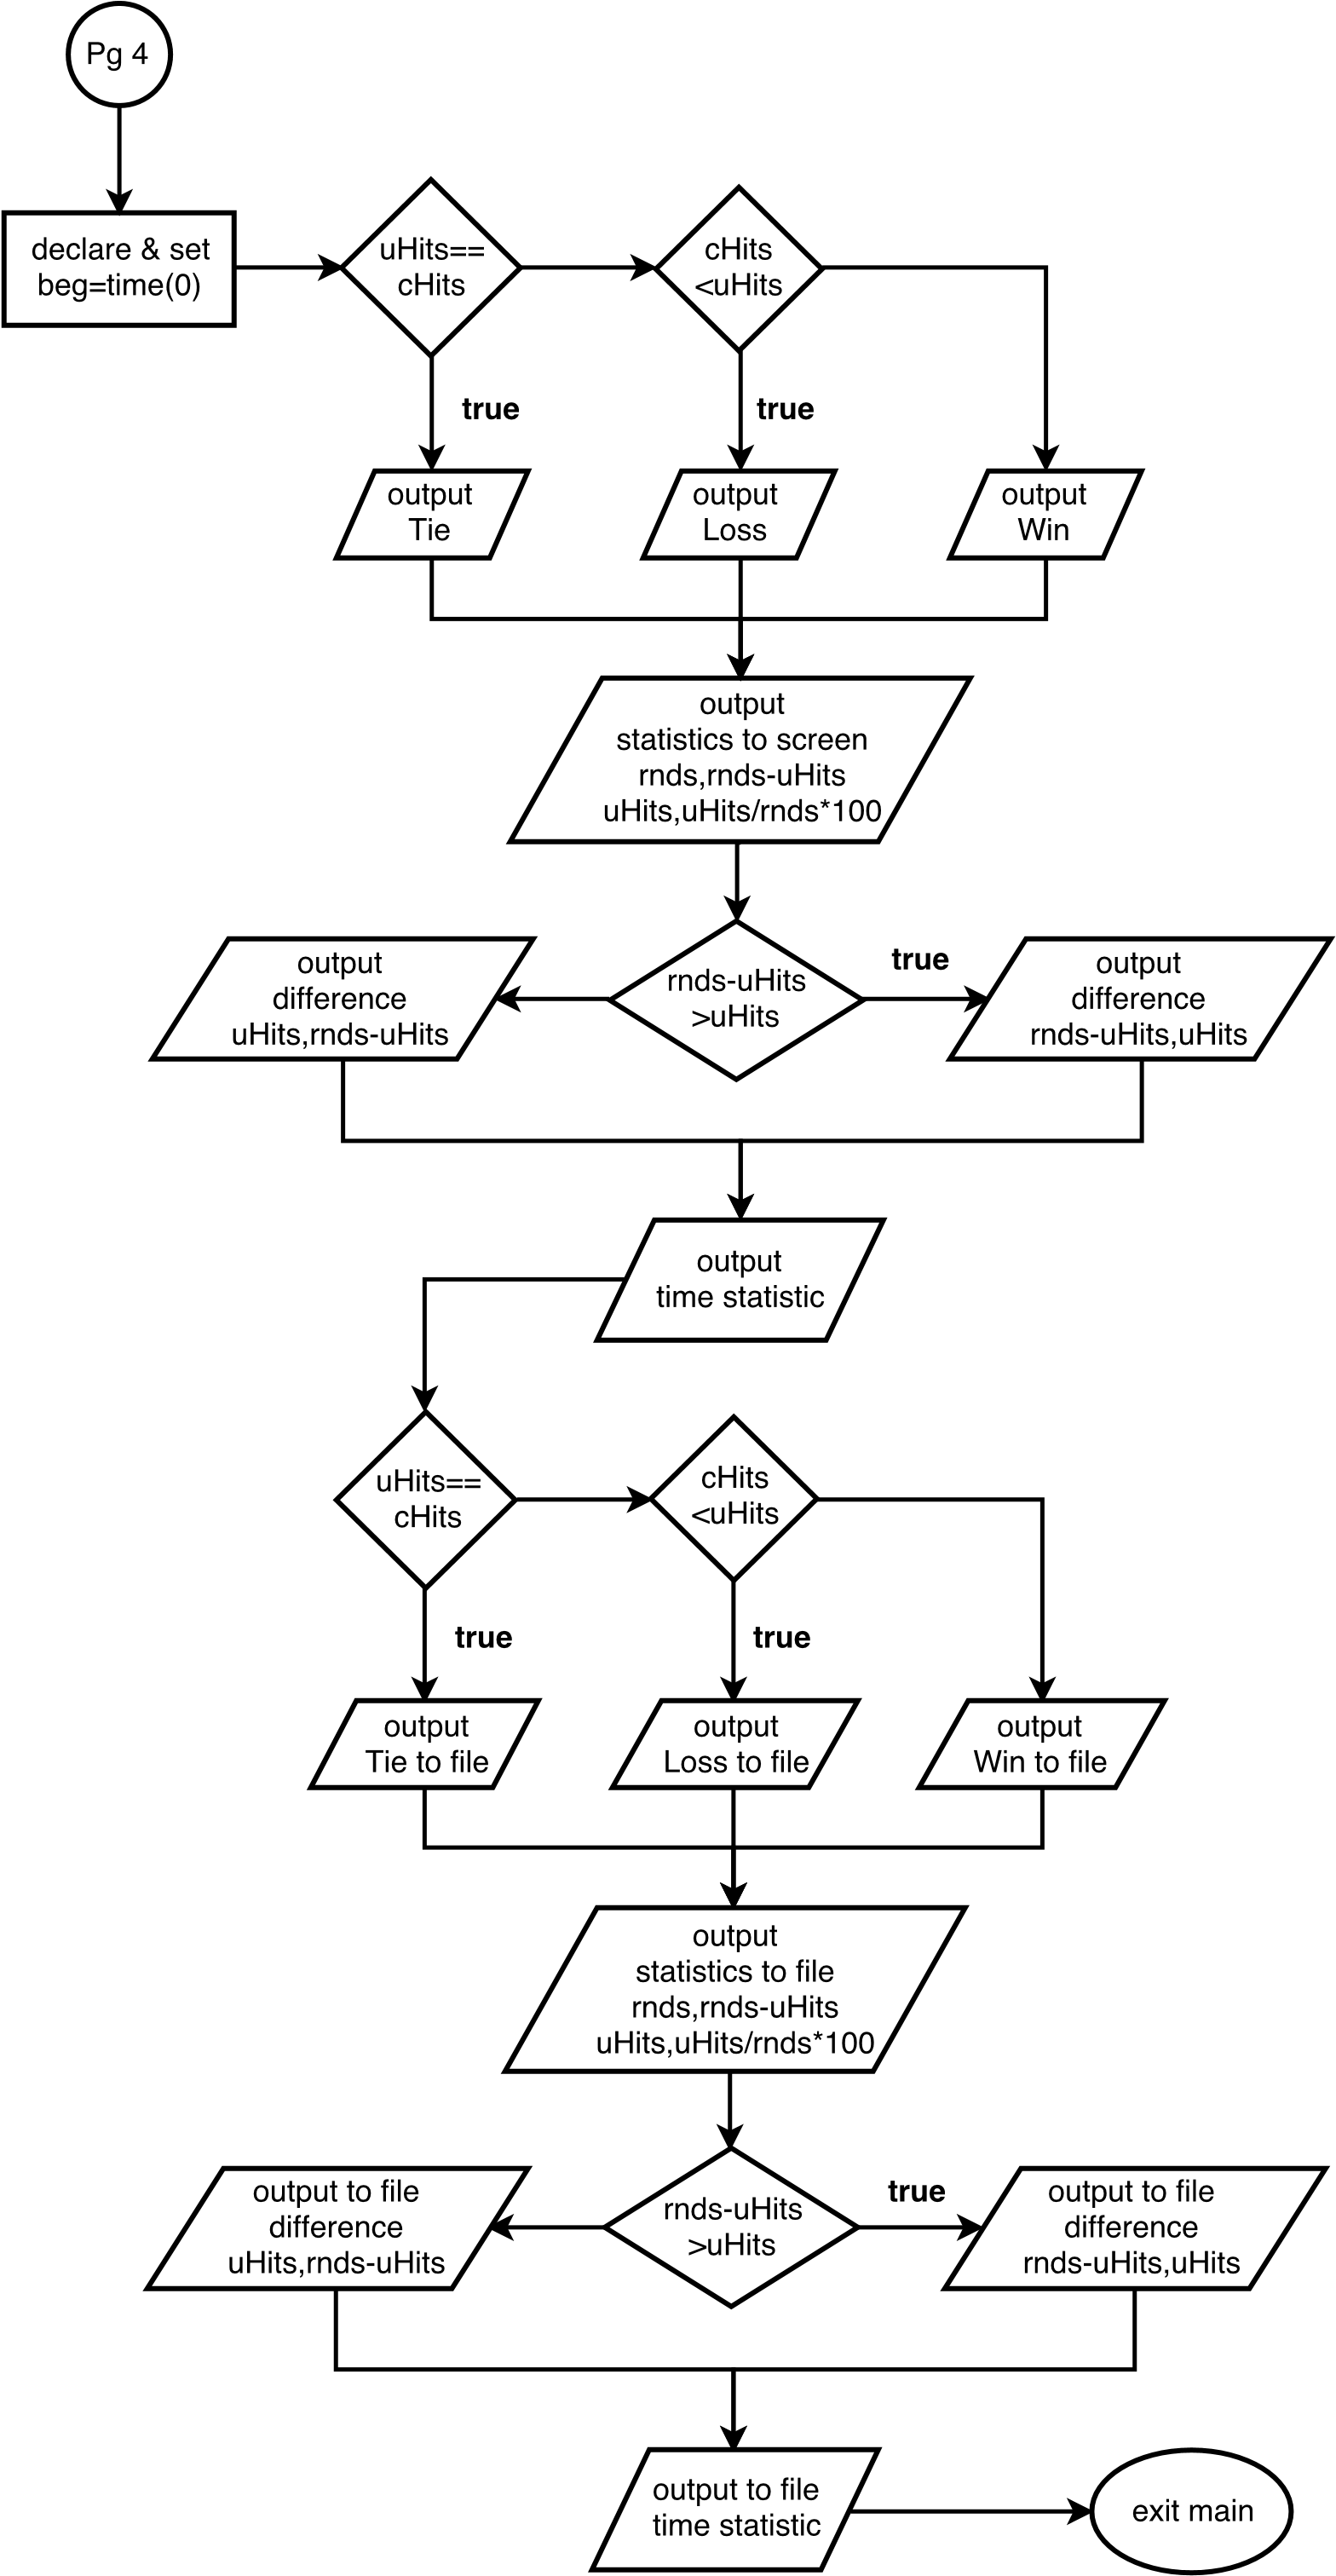 Pg 4
declare & set
beg=time(0)
uHits==
cHits
cHits
<uHits
true
true
output
Tie
output
Loss
output
Win
output
statistics to screen
rnds,rnds-uHits
uHits,uHits/rnds*100
output
difference
uHits,rnds-uHits
rnds-uHits
>uHits
true
output
difference
rnds-uHits,uHits
output
time statistic
uHits==
cHits
cHits
<uHits
true
true
output
Tie to file
output
Loss to file
output
Win to file
output
statistics to file
rnds,rnds-uHits
uHits,uHits/rnds*100
output to file
difference
uHits,rnds-uHits
rnds-uHits
>uHits
true
output to file
difference
rnds-uHits,uHits
output to file
time statistic
exit main